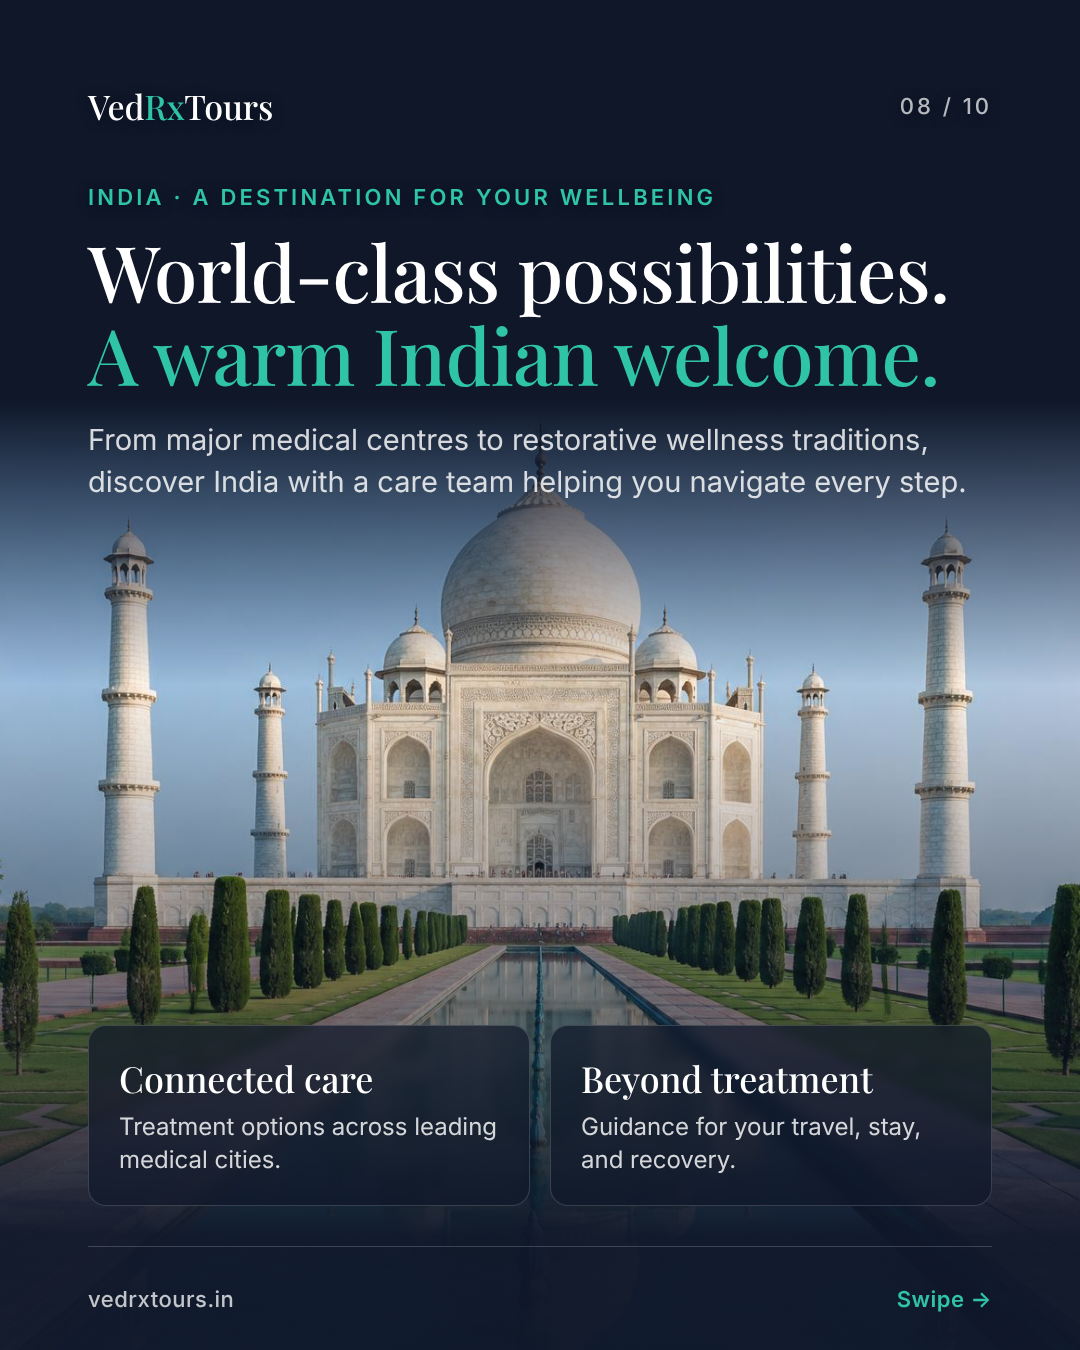 VedRxTours
08 / 10
INDIA · A DESTINATION FOR YOUR WELLBEING
World-class possibilities.
A warm Indian welcome.
From major medical centres to restorative wellness traditions,
discover India with a care team helping you navigate every step.
Connected care
Treatment options across leading
medical cities.
Beyond treatment
Guidance for your travel, stay,
and recovery.
vedrxtours.in
Swipe →